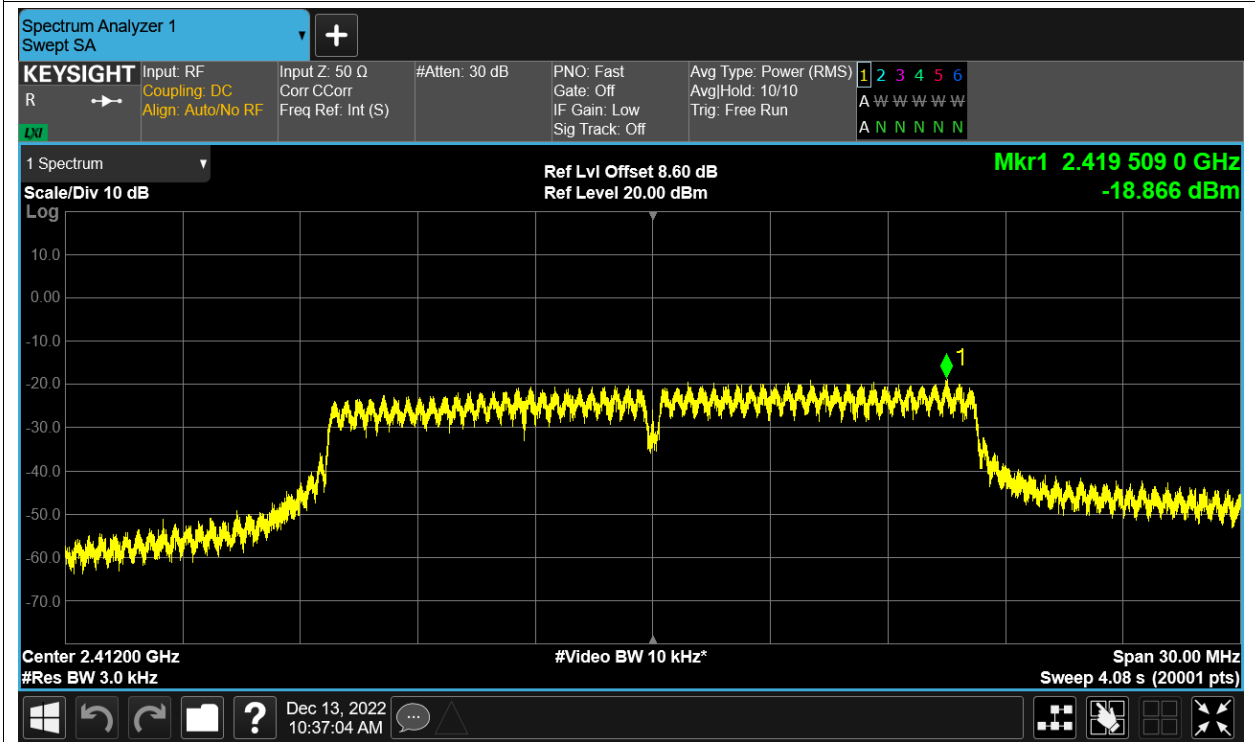 Spectrum Analyzer 1
Swept SA
+
KEYSIGHT
R
LXI
Input: RF
Coupling: DC
Align: Auto/No RF
Input Z: 50 Ω
Corr CCorr
Freq Ref: Int (S)
#Atten: 30 dB
PNO: Fast
Gate: Off
IF Gain: Low
Sig Track: Off
Avg Type: Power (RMS)
Avg|Hold: 10/10
Trig: Free Run
1 2 3 4 5 6
A W W W W W
A N N N N N
1 Spectrum
Scale/Div 10 dB
Log
Ref Lvl Offset 8.60 dB
Ref Level 20.00 dBm
Mkr1 2.419 509 0 GHz
-18.866 dBm
10.0
0.00
-10.0
-20.0
-30.0
-40.0
-50.0
-60.0
-70.0
1
Center 2.41200 GHz
#Res BW 3.0 kHz
#Video BW 10 kHz*
Span 30.00 MHz
Sweep 4.08 s (20001 pts)
?
Dec 13, 2022
10:37:04 AM